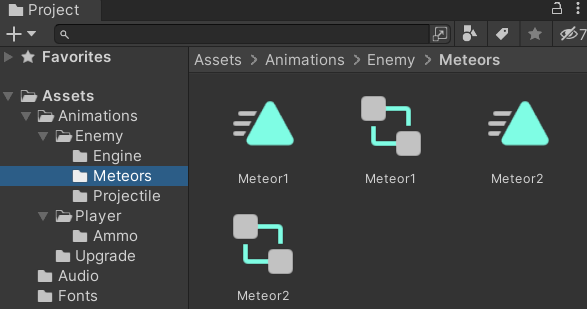 Project
7
Favorites
Assets > Animations > Enemy > Meteors
Assets
Animations
Enemy
Engine
Meteors
Projectile
Player
Ammo
Upgrade
Audio
Fonts
Meteor1
Meteor1
Meteor2
Meteor2